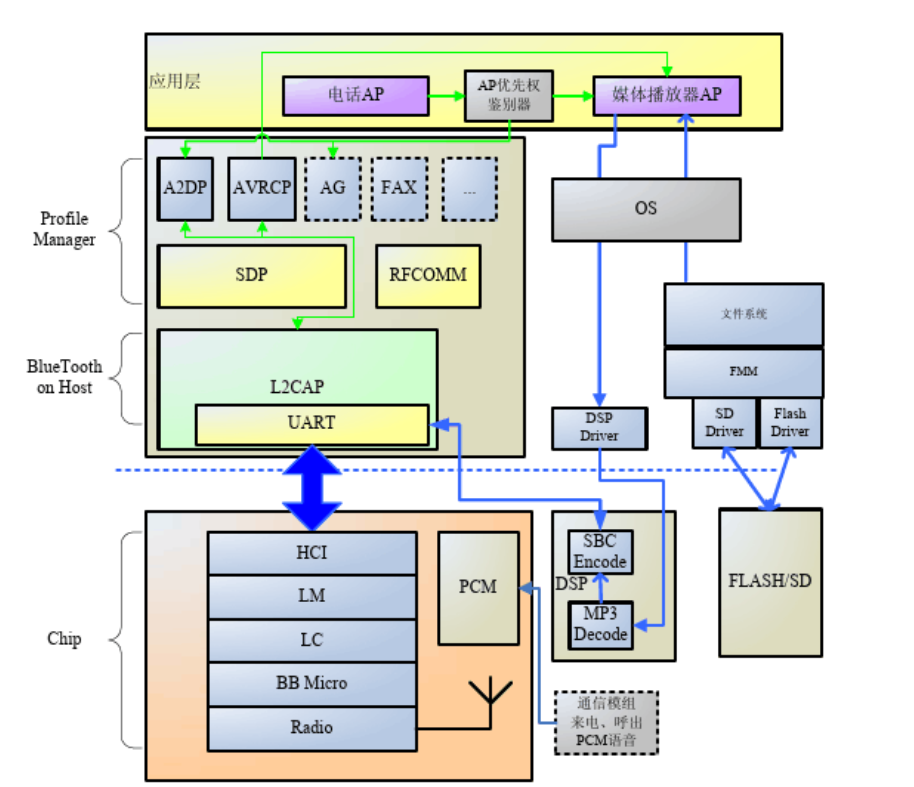 应用层
电话AP
AP优先权
鉴别器
媒体播放器AP
A2DP
AVRCP
AG
FAX
...
Profile
Manager
SDP
RFCOMM
OS
文件系统
FMM
SD
Driver
Flash
Driver
BlueTooth
on Host
L2CAP
UART
DSP
Driver
HCI
LM
LC
BB Micro
Radio
Chip
PCM
SBC
Encode
DSP
MP3
Decode
FLASH/SD
通信模组
来电、呼出
PCM语音